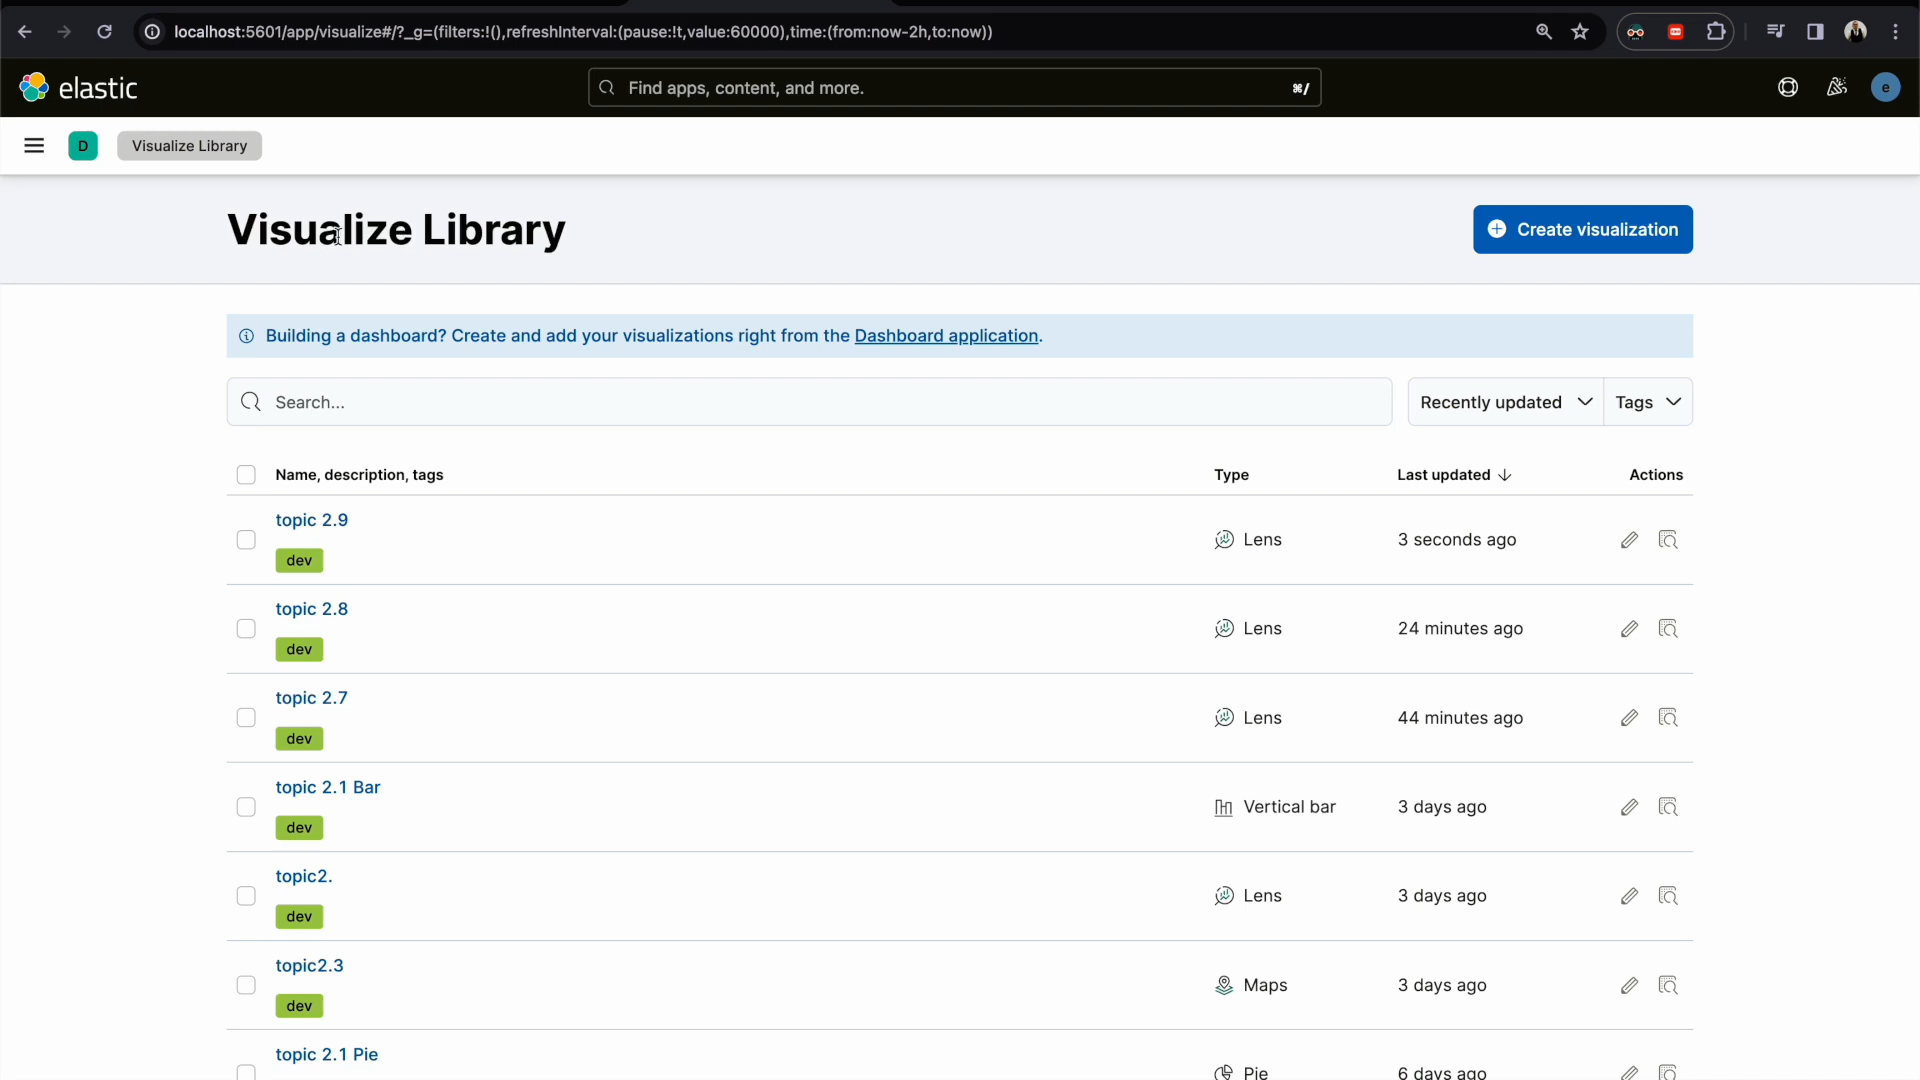 localhost:5601/app/visualize#/?_g=(filters:!(),refreshInterval:(pause:!t,value:60000),time:(from:now-2h,to:now))
elastic
Find apps, content, and more.
⌘/
e
D
Visualize Library
Visualize Library
Create visualization
Building a dashboard? Create and add your visualizations right from the Dashboard application.
Search...
Recently updated
Tags
Name, description, tags
Type
Last updated
Actions
topic 2.9
dev
Lens
3 seconds ago
topic 2.8
dev
Lens
24 minutes ago
topic 2.7
dev
Lens
44 minutes ago
topic 2.1 Bar
dev
Vertical bar
3 days ago
topic2.
dev
Lens
3 days ago
topic2.3
dev
Maps
3 days ago
topic 2.1 Pie
Pie
6 days ago